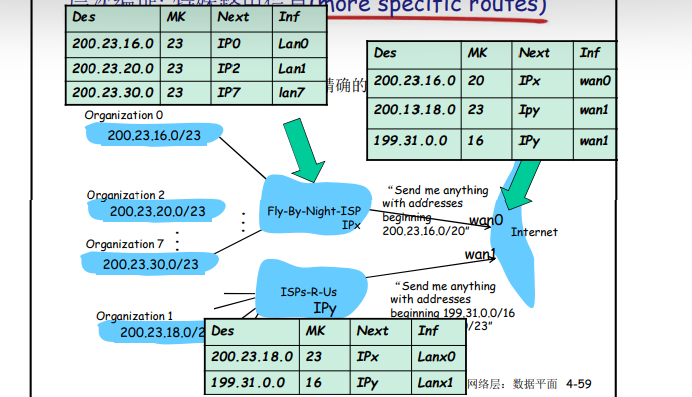 (more specific routes)
Des MK Next Inf
200.23.16.0 23 IP0 Lan0
200.23.20.0 23 IP2 Lan1
200.23.30.0 23 IP7 lan7
Des MK Next Inf
200.23.16.0 20 IPx wan0
200.13.18.0 23 Ipy wan1
199.31.0.0 16 IPy wan1
精确的
Organization 0
200.23.16.0/23
Organization 2
200.23.20.0/23
Organization 7
200.23.30.0/23
Organization 1
200.23.18.0/2
Fly-By-Night-ISP
IPx
ISPs-R-Us
IPy
“Send me anything
with addresses
beginning
200.23.16.0/20”
wan0
Internet
wan1
“Send me anything
with addresses
beginning 199.31.0.0/16
/23”
Des MK Next Inf
200.23.18.0 23 IPx Lanx0
199.31.0.0 16 IPy Lanx1
网络层：数据平面 4-59